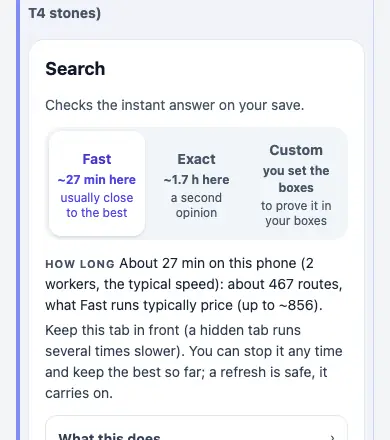 T4 stones)
Search
Checks the instant answer on your save.
Fast
~27 min here
usually close
to the best
Exact
~1.7 h here
a second
opinion
Custom
you set the
boxes
to prove it in
your boxes
HOW LONG About 27 min on this phone (2
workers, the typical speed): about 467 routes,
what Fast runs typically price (up to ~856).
Keep this tab in front (a hidden tab runs
several times slower). You can stop it any time
and keep the best so far; a refresh is safe, it
carries on.
What this does